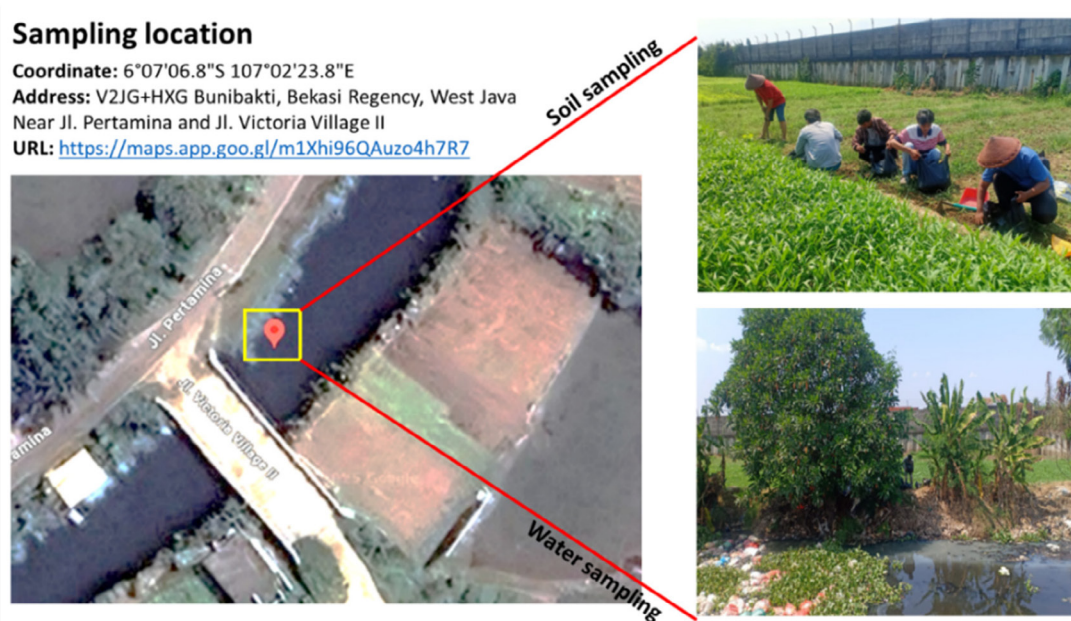 Sampling location
Coordinate: 6°07'06.8"S 107°02'23.8"E
Address: V2JG+HXG Bunibakti, Bekasi Regency, West Java
Near Jl. Pertamina and Jl. Victoria Village II
URL: https://maps.app.goo.gl/m1Xhi96QAuzo4h7R7
Soil sampling
Jl. Pertamina
Jl. Victoria Village II
amina
Water sampling